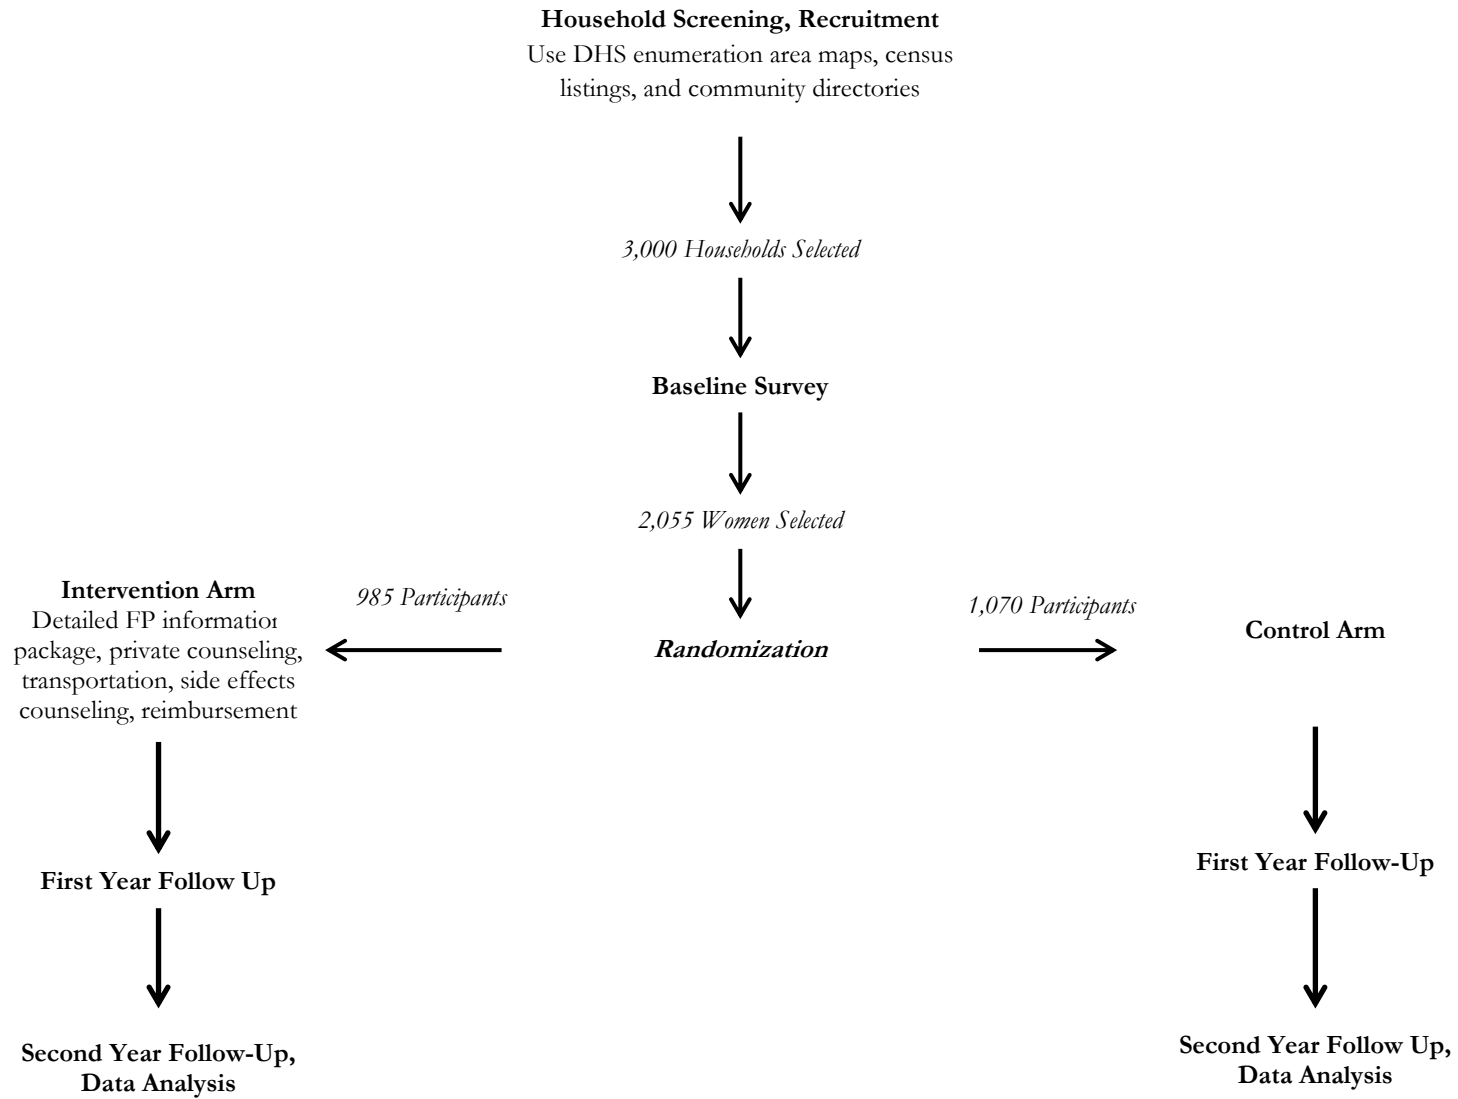 Household Screening, Recruitment
Use DHS enumeration area maps, census
listings, and community directories
3,000 Households Selected
Baseline Survey
2,055 Women Selected
Intervention Arm
Detailed FP information
package, private counseling,
transportation, side effects
counseling, reimbursement
985 Participants
Randomization
1,070 Participants
Control Arm
First Year Follow Up
Second Year Follow-Up,
Data Analysis
First Year Follow-Up
Second Year Follow Up,
Data Analysis